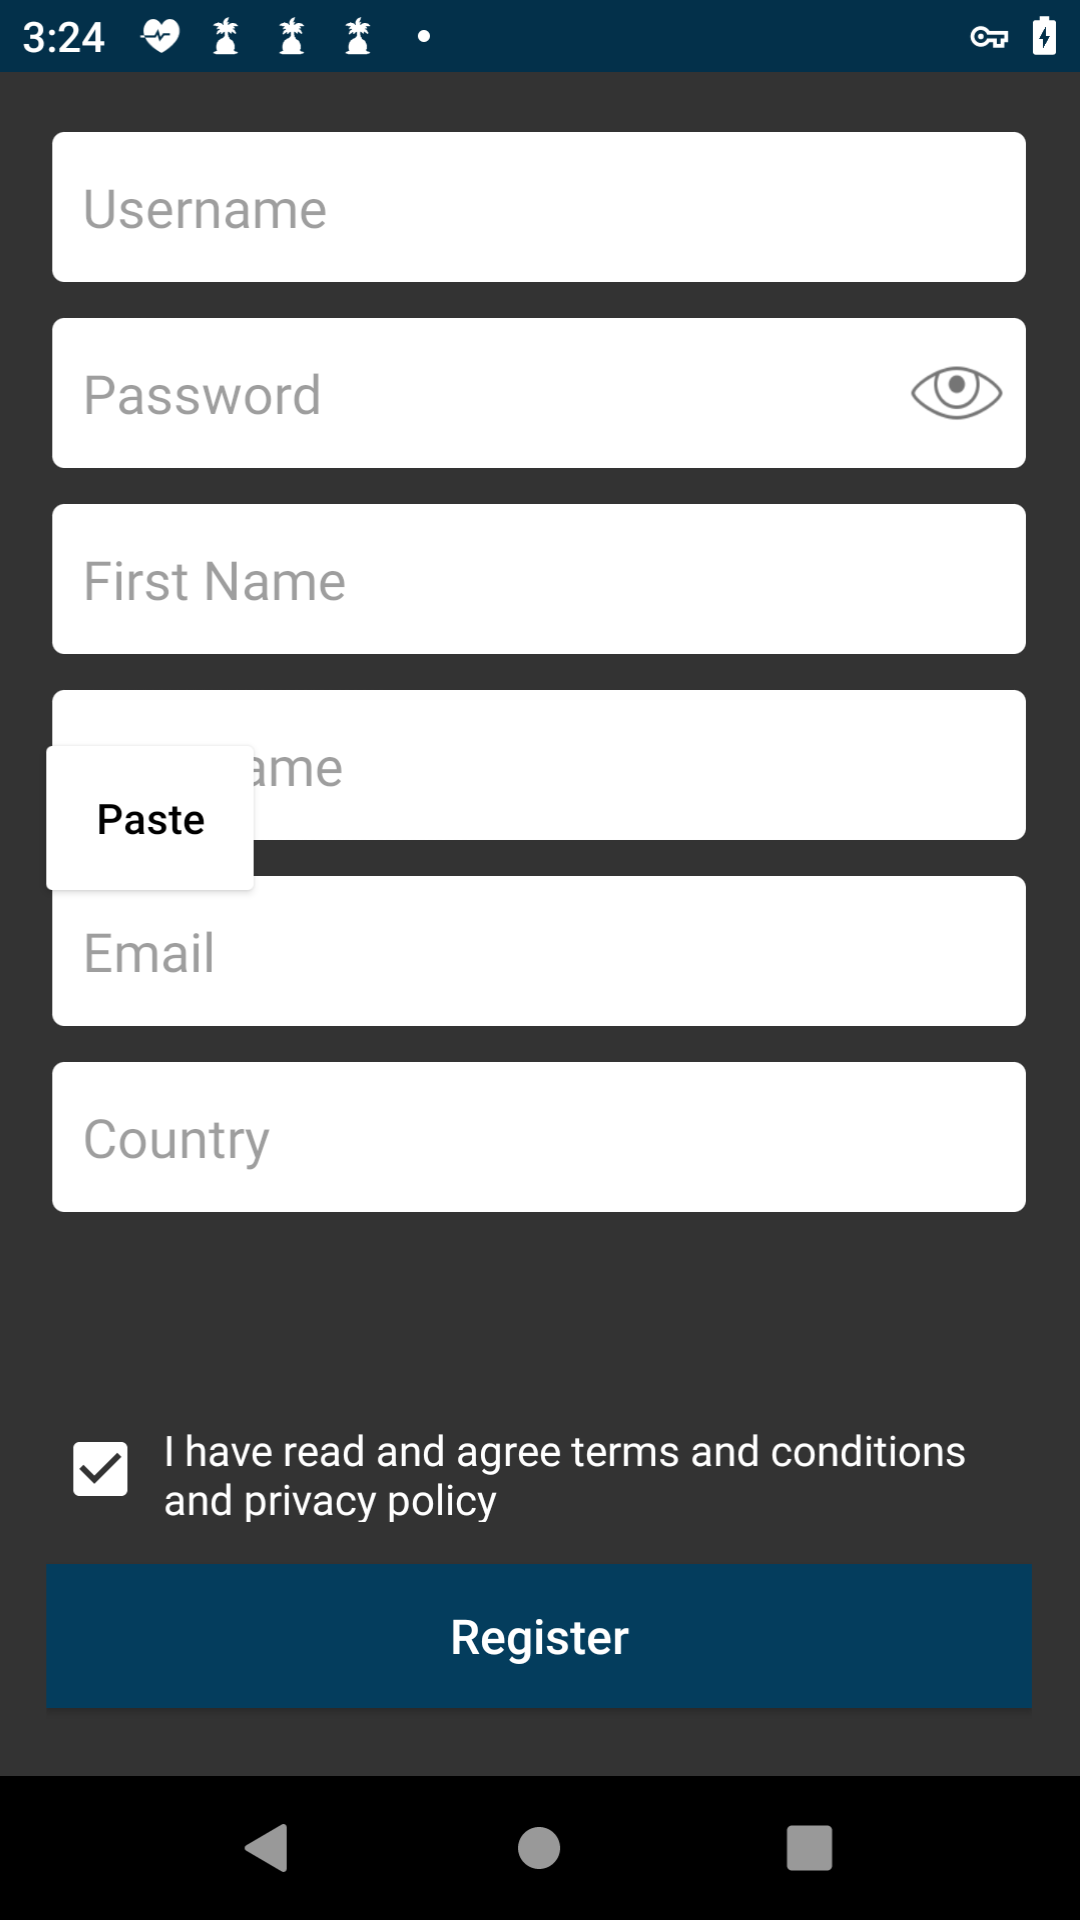 3:24
Username
Password
First Name
ame
Paste
Email
Country
I have read and agree terms and conditions
and privacy policy
Register